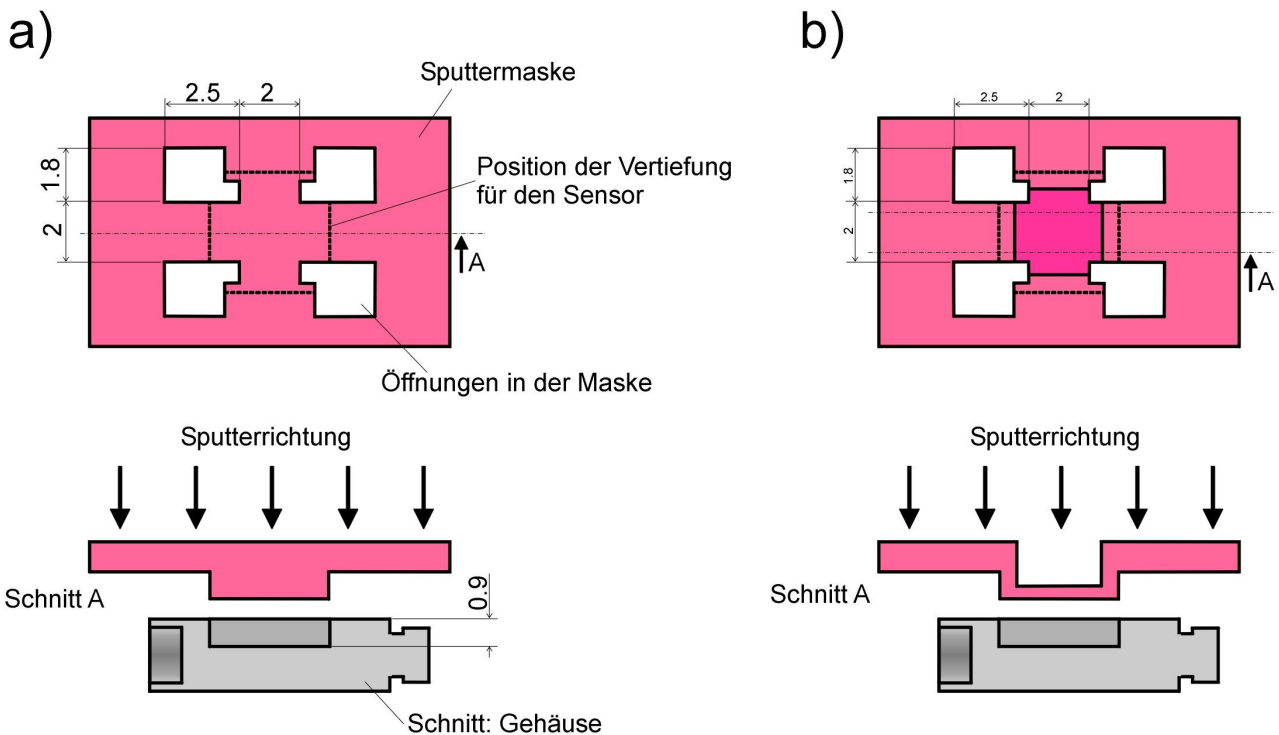 a)
Sputtermaske
2.5
2
1.8
2
Position der Vertiefung
für den Sensor
A
Öffnungen in der Maske
Sputterrichtung
Schnitt A
0.9
Schnitt: Gehäuse
b)
2.5
2
1.8
2
A
Sputterrichtung
Schnitt A